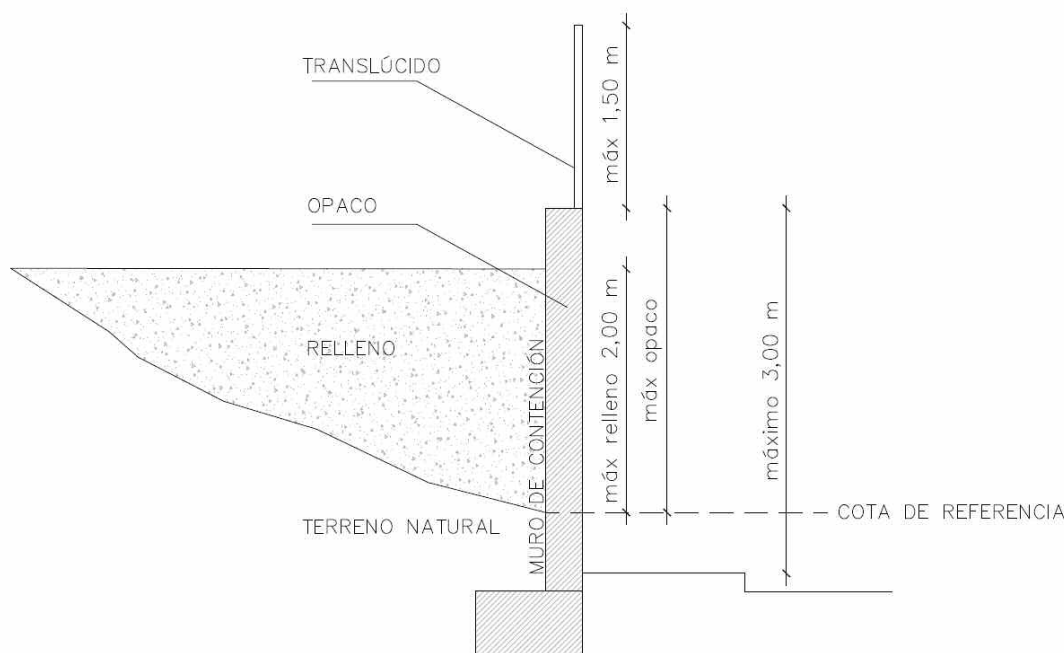 TRANSLÚCIDO
máx 1,50 m
OPACO
RELLENO
MURO DE CONTENCIÓN
máx relleno 2,00 m
máx opaco
máximo 3,00 m
TERRENO NATURAL
COTA DE REFERENCIA